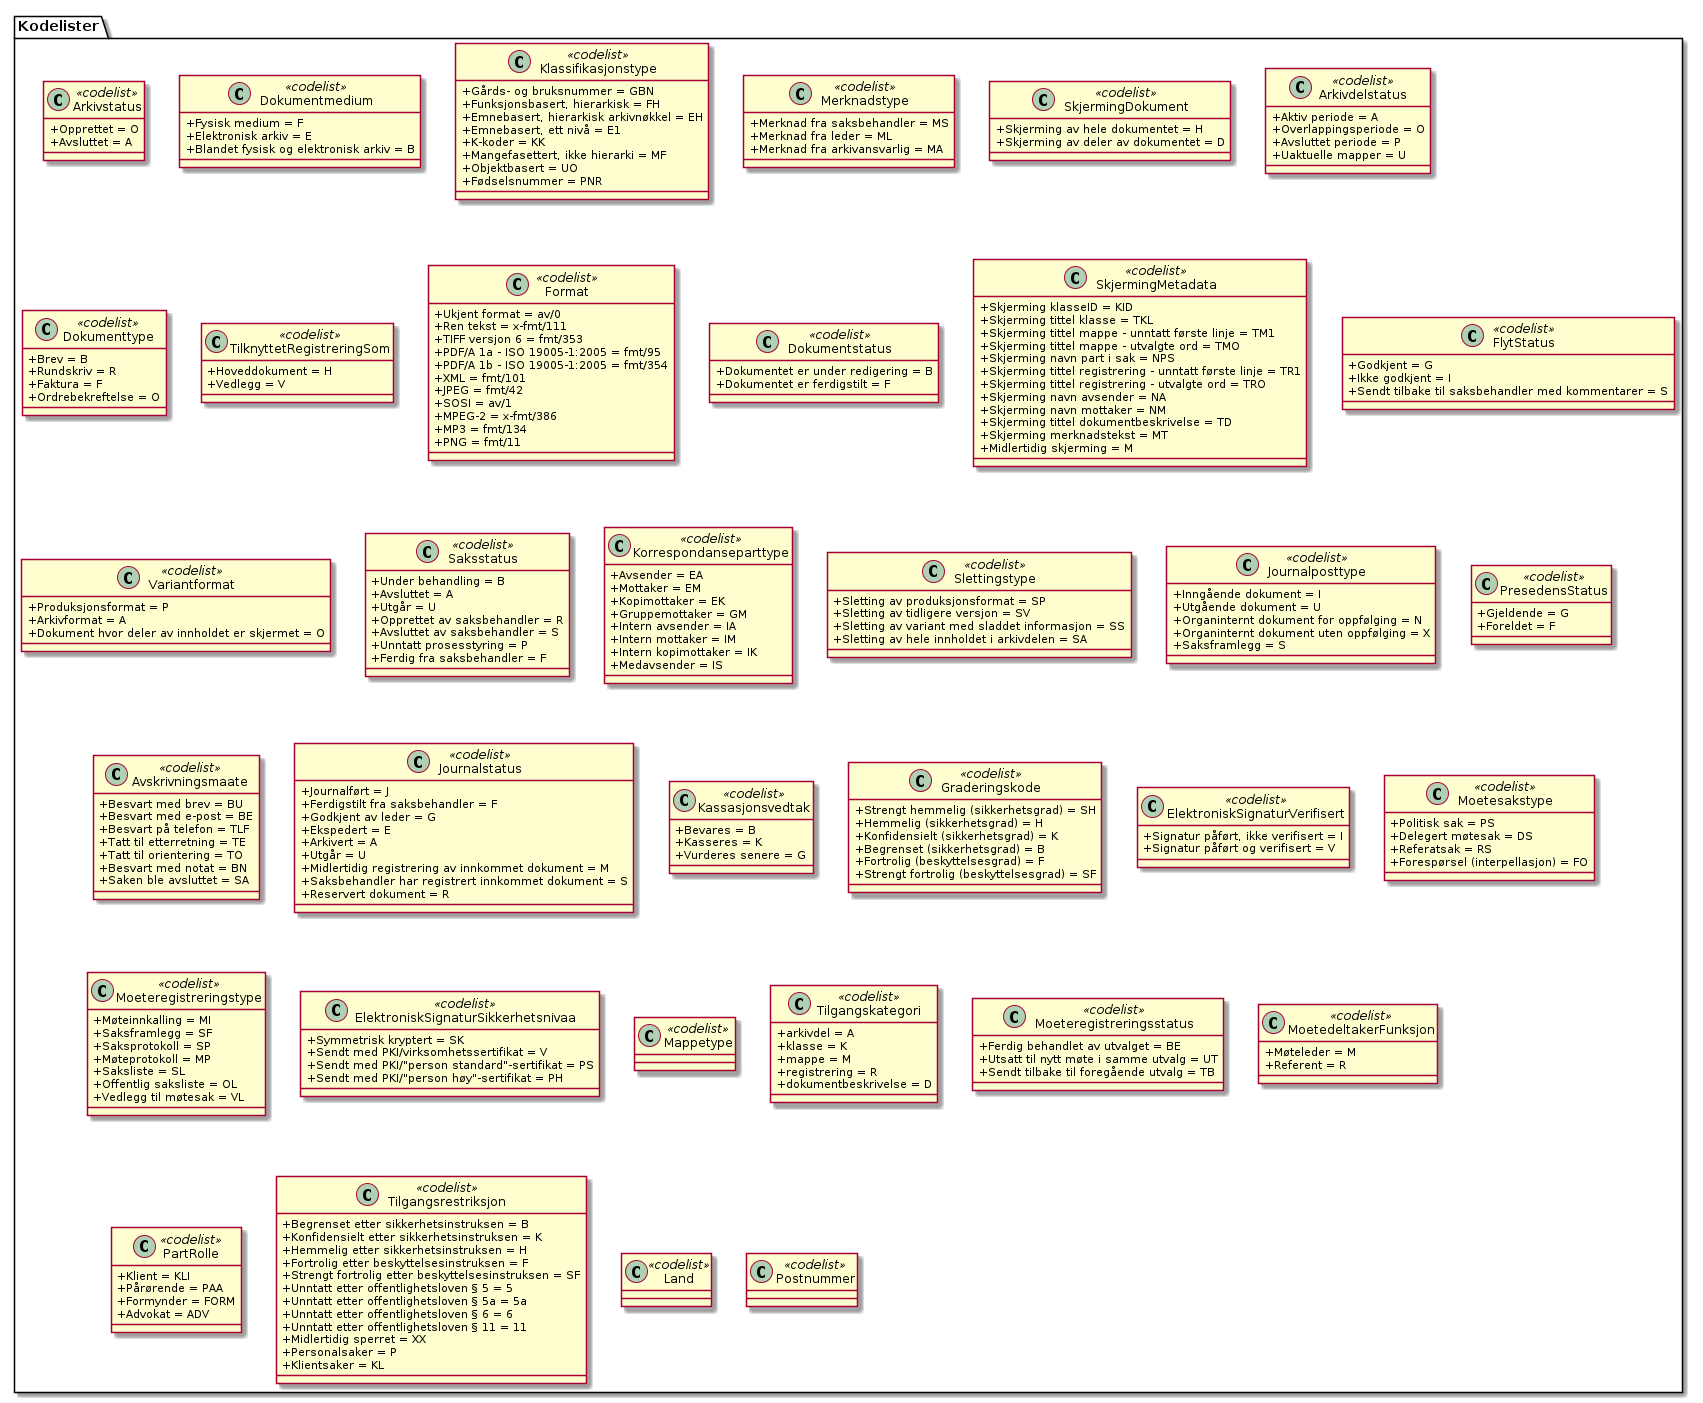 Kodelister
C
«codelist»
Arkivstatus
+Opprettet = O
+Avsluttet = A
C
«codelist»
Dokumentmedium
+Fysisk medium = F
+Elektronisk arkiv = E
+Blandet fysisk og elektronisk arkiv = B
C
«codelist»
Klassifikasjonstype
+Gårds- og bruksnummer = GBN
+Funksjonsbasert, hierarkisk = FH
+Emnebasert, hierarkisk arkivnøkkel = EH
+Emnebasert, ett nivå = E1
+K-koder = KK
+Mangefasettert, ikke hierarki = MF
+Objektbasert = UO
+Fødselsnummer = PNR
C
«codelist»
Merknadstype
+Merknad fra saksbehandler = MS
+Merknad fra leder = ML
+Merknad fra arkivansvarlig = MA
C
«codelist»
SkjermingDokument
+Skjerming av hele dokumentet = H
+Skjerming av deler av dokumentet = D
C
«codelist»
Arkivdelstatus
+Aktiv periode = A
+Overlappingsperiode = O
+Avsluttet periode = P
+Uaktuelle mapper = U
C
«codelist»
Dokumenttype
+Brev = B
+Rundskriv = R
+Faktura = F
+Ordrebekreftelse = O
C
«codelist»
TilknyttetRegistreringSom
+Hoveddokument = H
+Vedlegg = V
C
«codelist»
Format
+Ukjent format = av/0
+Ren tekst = x-fmt/111
+TIFF versjon 6 = fmt/353
+PDF/A 1a - ISO 19005-1:2005 = fmt/95
+PDF/A 1b - ISO 19005-1:2005 = fmt/354
+XML = fmt/101
+JPEG = fmt/42
+SOSI = av/1
+MPEG-2 = x-fmt/386
+MP3 = fmt/134
+PNG = fmt/11
C
«codelist»
Dokumentstatus
+Dokumentet er under redigering = B
+Dokumentet er ferdigstilt = F
C
«codelist»
SkjermingMetadata
+Skjerming klasseID = KID
+Skjerming tittel klasse = TKL
+Skjerming tittel mappe - unntatt første linje = TM1
+Skjerming tittel mappe - utvalgte ord = TMO
+Skjerming navn part i sak = NPS
+Skjerming tittel registrering - unntatt første linje = TR1
+Skjerming tittel registrering - utvalgte ord = TRO
+Skjerming navn avsender = NA
+Skjerming navn mottaker = NM
+Skjerming tittel dokumentbeskrivelse = TD
+Skjerming merknadstekst = MT
+Midlertidig skjerming = M
C
«codelist»
FlytStatus
+Godkjent = G
+Ikke godkjent = I
+Sendt tilbake til saksbehandler med kommentarer = S
C
«codelist»
Variantformat
+Produksjonsformat = P
+Arkivformat = A
+Dokument hvor deler av innholdet er skjermet = O
C
«codelist»
Saksstatus
+Under behandling = B
+Avsluttet = A
+Utgår = U
+Opprettet av saksbehandler = R
+Avsluttet av saksbehandler = S
+Unntatt prosesstyring = P
+Ferdig fra saksbehandler = F
C
«codelist»
Korrespondanseparttype
+Avsender = EA
+Mottaker = EM
+Kopimottaker = EK
+Gruppemottaker = GM
+Intern avsender = IA
+Intern mottaker = IM
+Intern kopimottaker = IK
+Medavsender = IS
C
«codelist»
Slettingstype
+Sletting av produksjonsformat = SP
+Sletting av tidligere versjon = SV
+Sletting av variant med sladdet informasjon = SS
+Sletting av hele innholdet i arkivdelen = SA
C
«codelist»
Journalposttype
+Inngående dokument = I
+Utgående dokument = U
+Organinternt dokument for oppfølging = N
+Organinternt dokument uten oppfølging = X
+Saksframlegg = S
C
«codelist»
PresedensStatus
+Gjeldende = G
+Foreldet = F
C
«codelist»
Avskrivningsmaate
+Besvart med brev = BU
+Besvart med e-post = BE
+Besvart på telefon = TLF
+Tatt til etterretning = TE
+Tatt til orientering = TO
+Besvart med notat = BN
+Saken ble avsluttet = SA
C
«codelist»
Journalstatus
+Journalført = J
+Ferdigstilt fra saksbehandler = F
+Godkjent av leder = G
+Ekspedert = E
+Arkivert = A
+Utgår = U
+Midlertidig registrering av innkommet dokument = M
+Saksbehandler har registrert innkommet dokument = S
+Reservert dokument = R
C
«codelist»
Kassasjonsvedtak
+Bevares = B
+Kasseres = K
+Vurderes senere = G
C
«codelist»
Graderingskode
+Strengt hemmelig (sikkerhetsgrad) = SH
+Hemmelig (sikkerhetsgrad) = H
+Konfidensielt (sikkerhetsgrad) = K
+Begrenset (sikkerhetsgrad) = B
+Fortrolig (beskyttelsesgrad) = F
+Strengt fortrolig (beskyttelsesgrad) = SF
C
«codelist»
ElektroniskSignaturVerifisert
+Signatur påført, ikke verifisert = I
+Signatur påført og verifisert = V
C
«codelist»
Moetesakstype
+Politisk sak = PS
+Delegert møtesak = DS
+Referatsak = RS
+Forespørsel (interpellasjon) = FO
C
«codelist»
Moeteregistreringstype
+Møteinnkalling = MI
+Saksframlegg = SF
+Saksprotokoll = SP
+Møteprotokoll = MP
+Saksliste = SL
+Offentlig saksliste = OL
+Vedlegg til møtesak = VL
C
«codelist»
ElektroniskSignaturSikkerhetsnivaa
+Symmetrisk kryptert = SK
+Sendt med PKI/virksomhetssertifikat = V
+Sendt med PKI/"person standard"-sertifikat = PS
+Sendt med PKI/"person høy"-sertifikat = PH
C
«codelist»
Mappetype
C
«codelist»
Tilgangskategori
+arkivdel = A
+klasse = K
+mappe = M
+registrering = R
+dokumentbeskrivelse = D
C
«codelist»
Moeteregistreringsstatus
+Ferdig behandlet av utvalget = BE
+Utsatt til nytt møte i samme utvalg = UT
+Sendt tilbake til foregående utvalg = TB
C
«codelist»
MoetedeltakerFunksjon
+Møteleder = M
+Referent = R
C
«codelist»
PartRolle
+Klient = KLI
+Pårørende = PAA
+Formynder = FORM
+Advokat = ADV
C
«codelist»
Tilgangsrestriksjon
+Begrenset etter sikkerhetsinstruksen = B
+Konfidensielt etter sikkerhetsinstruksen = K
+Hemmelig etter sikkerhetsinstruksen = H
+Fortrolig etter beskyttelsesinstruksen = F
+Strengt fortrolig etter beskyttelsesinstruksen = SF
+Unntatt etter offentlighetsloven § 5 = 5
+Unntatt etter offentlighetsloven § 5a = 5a
+Unntatt etter offentlighetsloven § 6 = 6
+Unntatt etter offentlighetsloven § 11 = 11
+Midlertidig sperret = XX
+Personalsaker = P
+Klientsaker = KL
C
«codelist»
Land
C
«codelist»
Postnummer